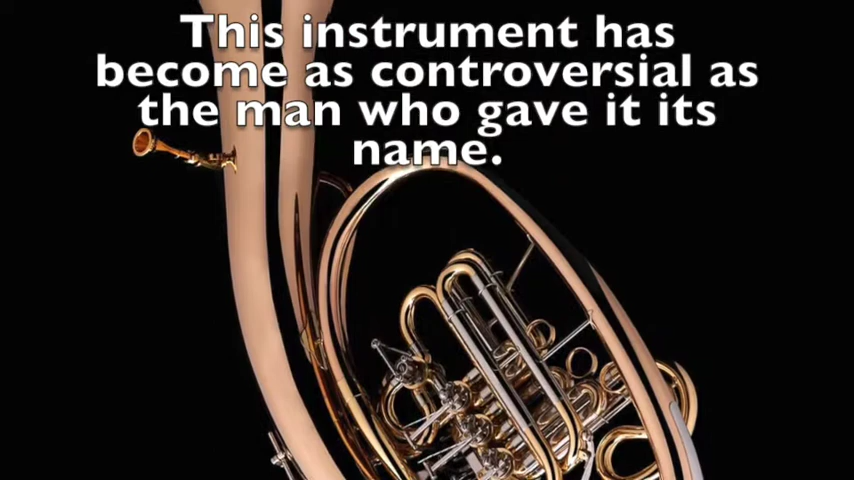 This instrument has
become as controversial as
the man who gave it its
name.